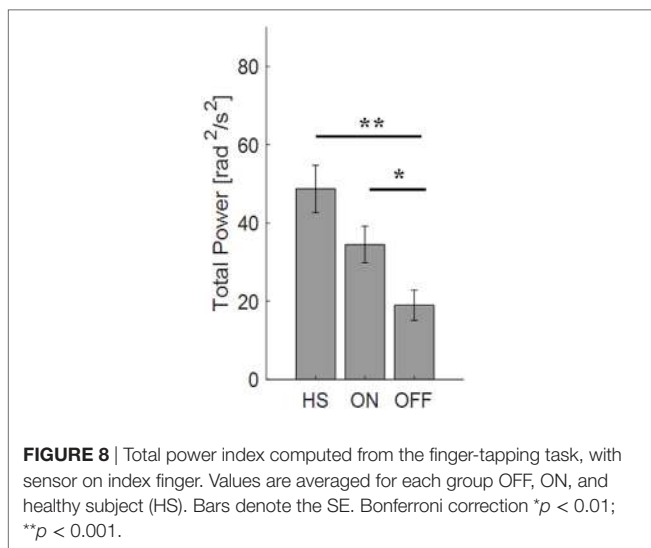 80
60
40
20
0
Total Power [rad ²/s²]
**
*
HS ON OFF
FIGURE 8 | Total power index computed from the finger-tapping task, with
sensor on index finger. Values are averaged for each group OFF, ON, and
healthy subject (HS). Bars denote the SE. Bonferroni correction *p < 0.01;
**p < 0.001.